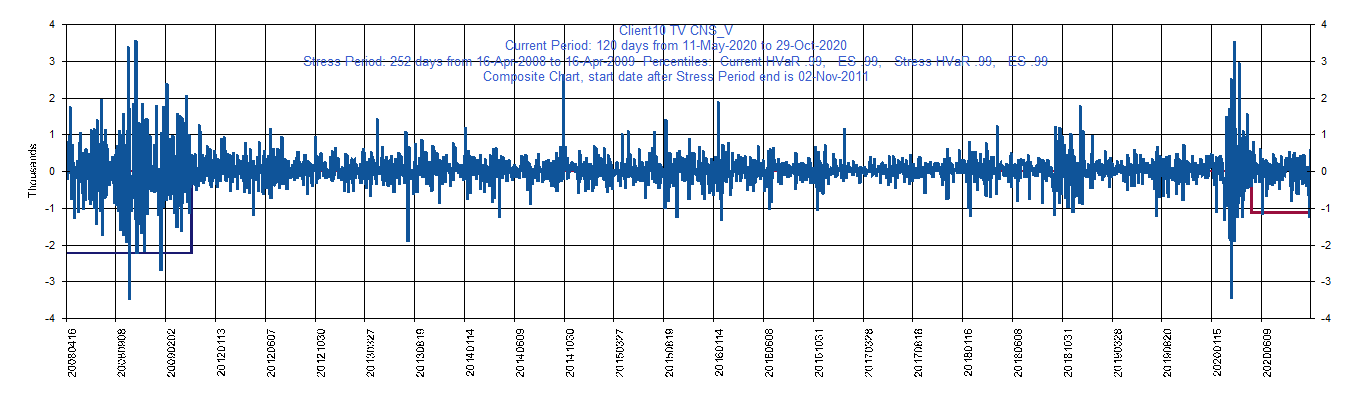 Client10 TV CNS_V
Current Period: 120 days from 11-May-2020 to 29-Oct-2020
Stress Period: 252 days from 16-Apr-2008 to 16-Apr-2009 Percentiles: Current HVaR .99, ES .99, Stress HVaR .99, ES .99
Composite Chart, start date after Stress Period end is 02-Nov-2011
4 4
3 3
2 2
1 1
Thousands
0 0
-1 -1
-2 -2
-3 -3
-4 -4
20080416 20080908 20090202 20120113 20120607 20121030 20130327 20130819 20140114 20140609 20141030 20150327 20150819 20160114 20160608 20161031 20170328 20170818 20180116 20180608 20181031 20190328 20190820 20200115 20200609